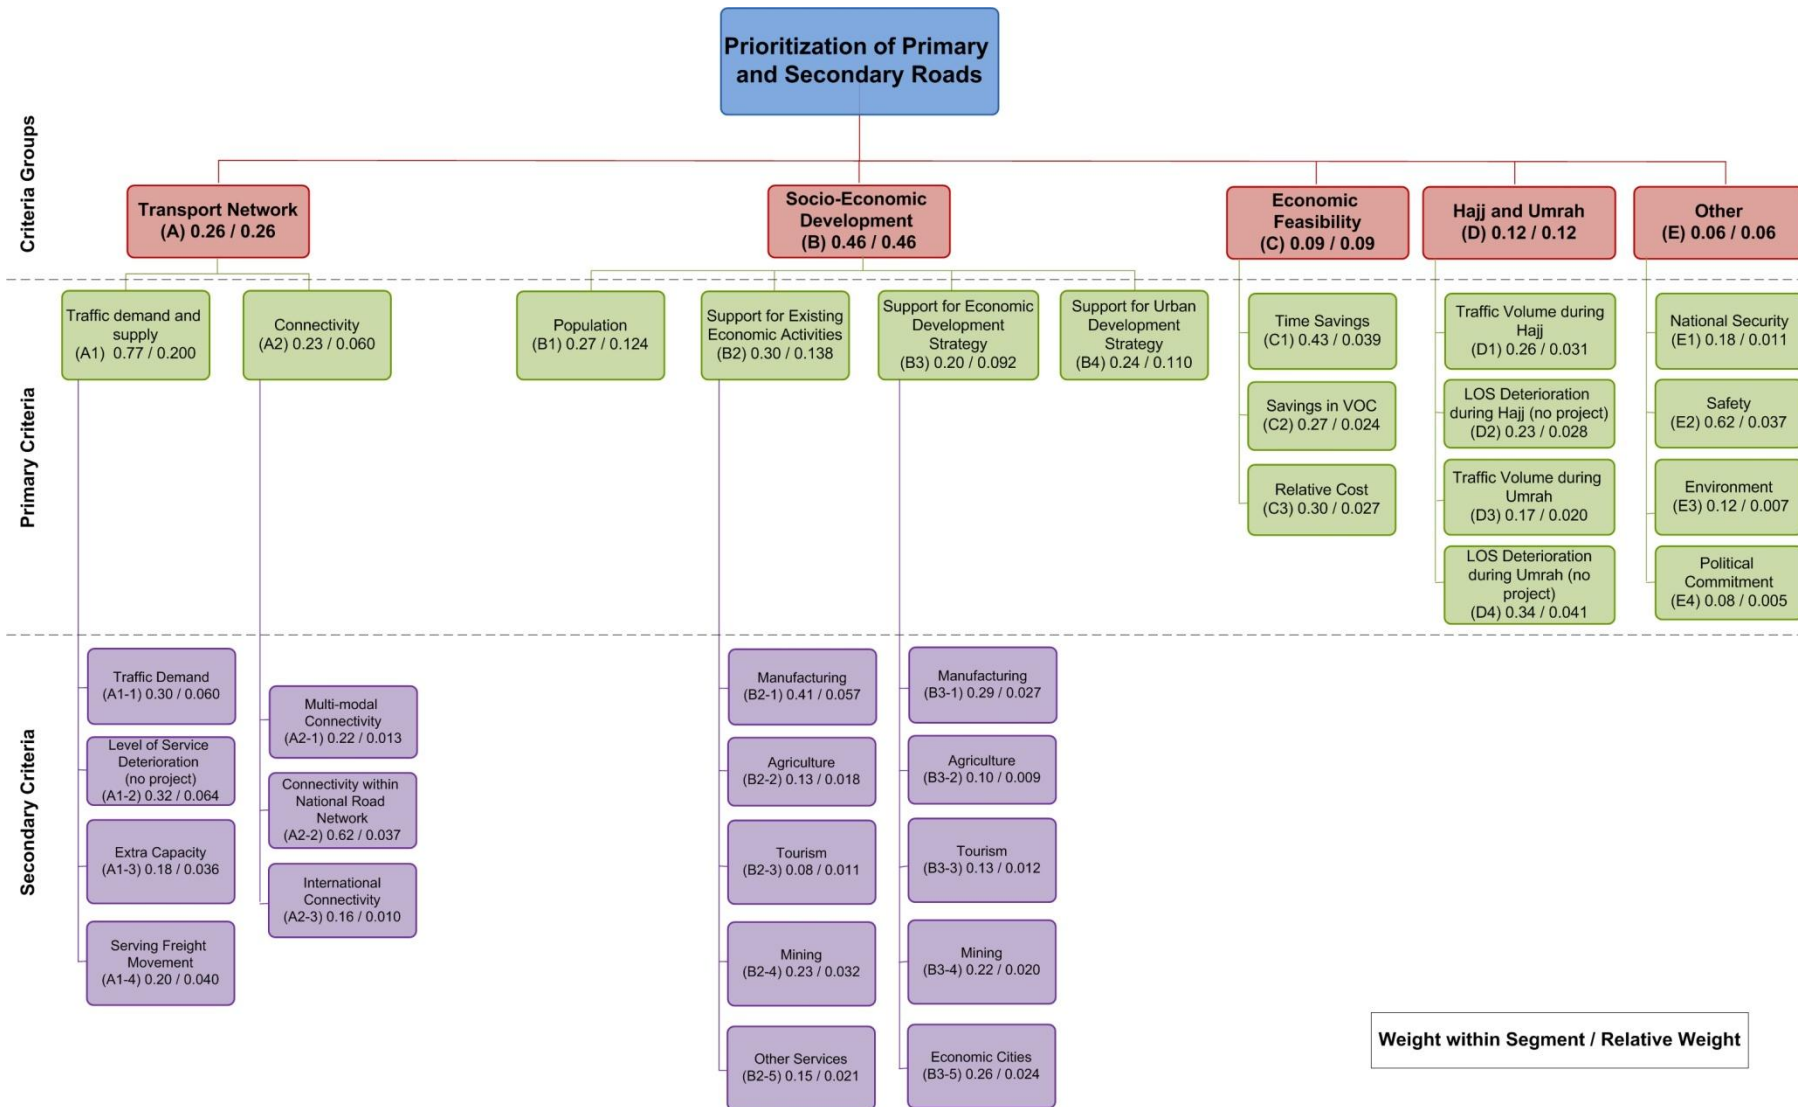 Prioritization of Primary
and Secondary Roads
Criteria Groups
Transport Network
(A) 0.26 / 0.26
Socio-Economic
Development
(B) 0.46 / 0.46
Economic
Feasibility
(C) 0.09 / 0.09
Hajj and Umrah
(D) 0.12 / 0.12
Other
(E) 0.06 / 0.06
Primary Criteria
Traffic demand and
supply
(A1) 0.77 / 0.200
Connectivity
(A2) 0.23 / 0.060
Population
(B1) 0.27 / 0.124
Support for Existing
Economic Activities
(B2) 0.30 / 0.138
Support for Economic
Development
Strategy
(B3) 0.20 / 0.092
Support for Urban
Development
Strategy
(B4) 0.24 / 0.110
Time Savings
(C1) 0.43 / 0.039
Savings in VOC
(C2) 0.27 / 0.024
Relative Cost
(C3) 0.30 / 0.027
Traffic Volume during
Hajj
(D1) 0.26 / 0.031
LOS Deterioration
during Hajj (no project)
(D2) 0.23 / 0.028
Traffic Volume during
Umrah
(D3) 0.17 / 0.020
LOS Deterioration
during Umrah (no
project)
(D4) 0.34 / 0.041
National Security
(E1) 0.18 / 0.011
Safety
(E2) 0.62 / 0.037
Environment
(E3) 0.12 / 0.007
Political
Commitment
(E4) 0.08 / 0.005
Secondary Criteria
Traffic Demand
(A1-1) 0.30 / 0.060
Level of Service
Deterioration
(no project)
(A1-2) 0.32 / 0.064
Extra Capacity
(A1-3) 0.18 / 0.036
Serving Freight
Movement
(A1-4) 0.20 / 0.040
Multi-modal
Connectivity
(A2-1) 0.22 / 0.013
Connectivity within
National Road
Network
(A2-2) 0.62 / 0.037
International
Connectivity
(A2-3) 0.16 / 0.010
Manufacturing
(B2-1) 0.41 / 0.057
Agriculture
(B2-2) 0.13 / 0.018
Tourism
(B2-3) 0.08 / 0.011
Mining
(B2-4) 0.23 / 0.032
Other Services
(B2-5) 0.15 / 0.021
Manufacturing
(B3-1) 0.29 / 0.027
Agriculture
(B3-2) 0.10 / 0.009
Tourism
(B3-3) 0.13 / 0.012
Mining
(B3-4) 0.22 / 0.020
Economic Cities
(B3-5) 0.26 / 0.024
Weight within Segment / Relative Weight